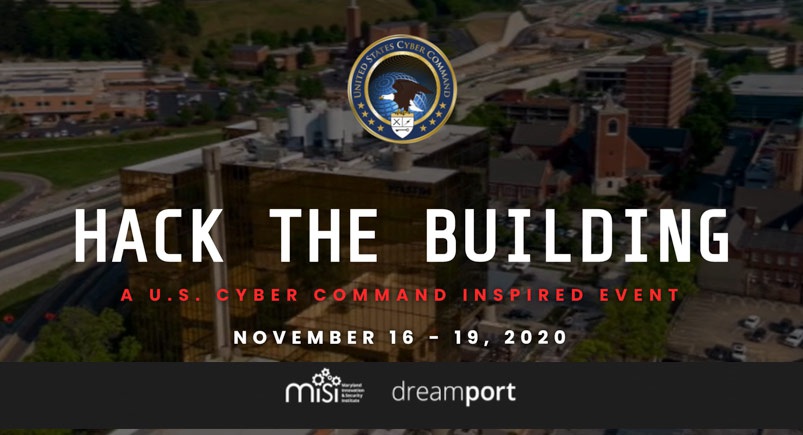 UNITED STATES CYBER COMMAND
HACK THE BUILDING
A U.S. CYBER COMMAND INSPIRED EVENT
NOVEMBER 16 - 19, 2020
misi
Maryland
Innovation
& Security
Institute
dreamport